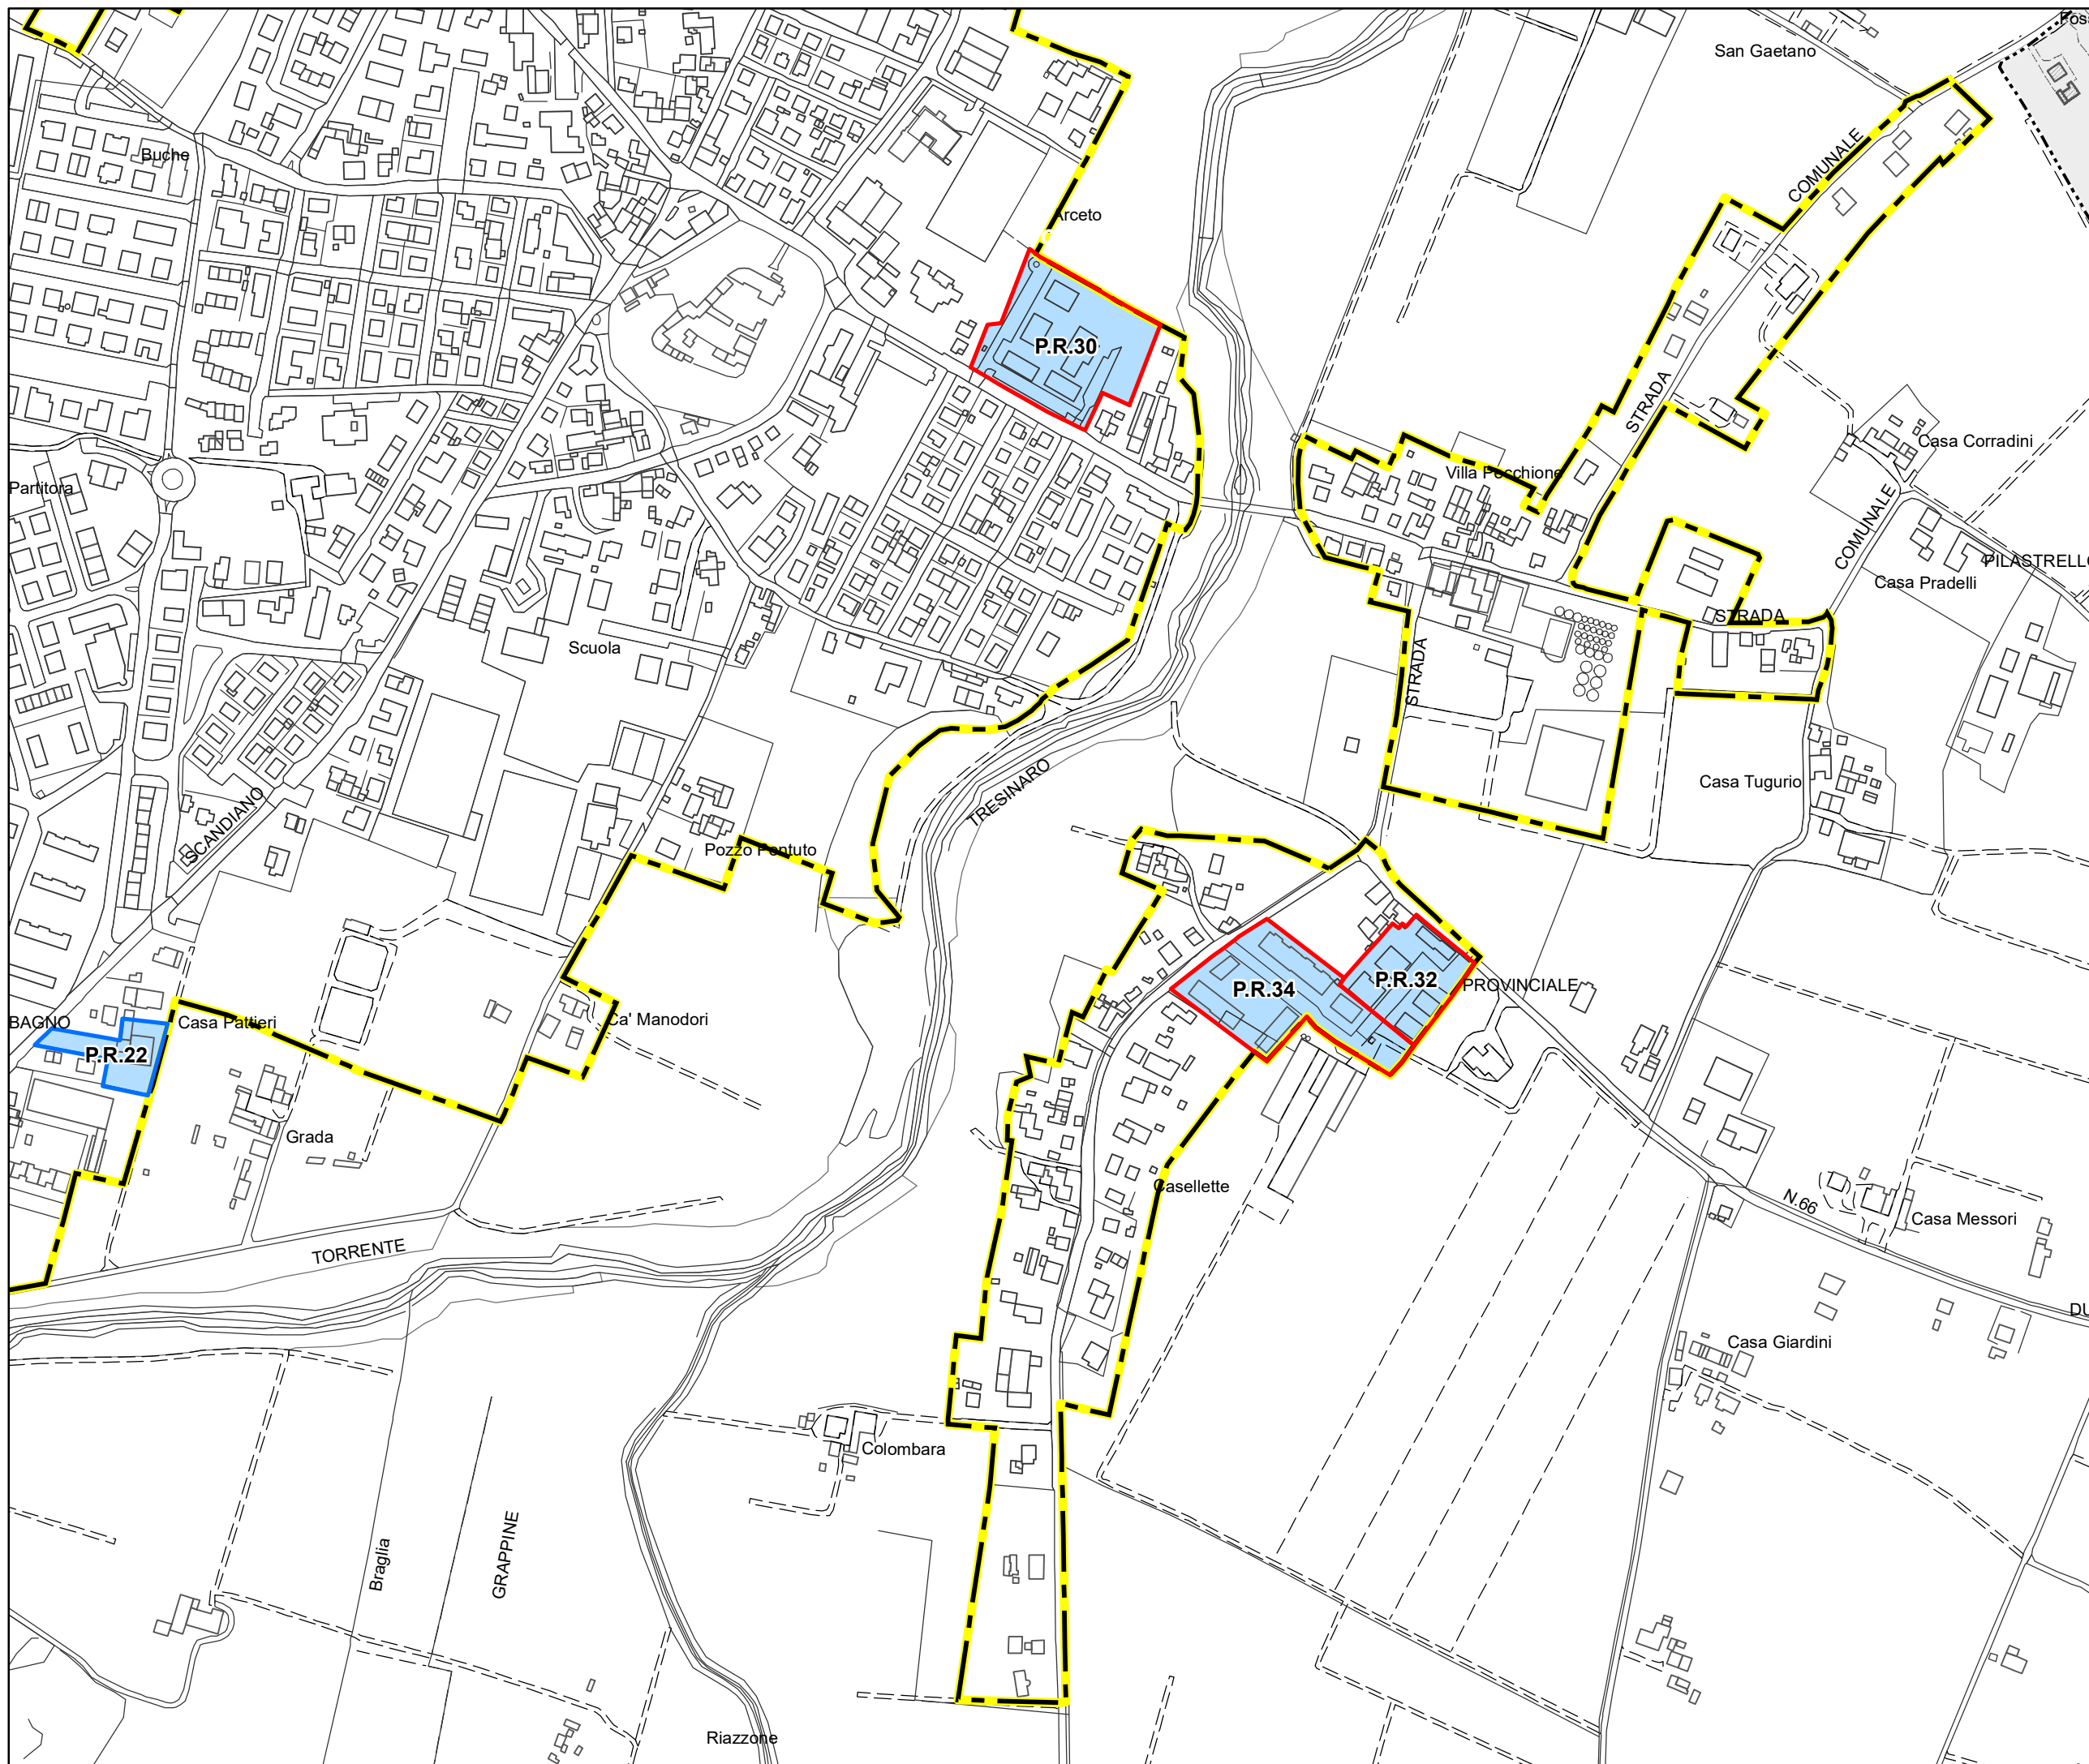 San Gaetano
Buche
COMUNALE
Arceto
P.R.30
STRADA
Casa Corradini
Villa Pecchione
Partitora
COMUNALE
PILASTRELLO
Casa Pradelli
STRADA
Scuola
STRADA
Casa Tugurio
TRESINARO
SCANDIANO
Pozzo Pontuto
P.R.32
PROVINCIALE
P.R.34
BAGNO
Casa Pattieri
Ca' Manodori
P.R.22
Grada
Casellette
N.66
Casa Messori
TORRENTE
DU
Casa Giardini
Colombara
GRAPPINE
Braglia
Riazzone